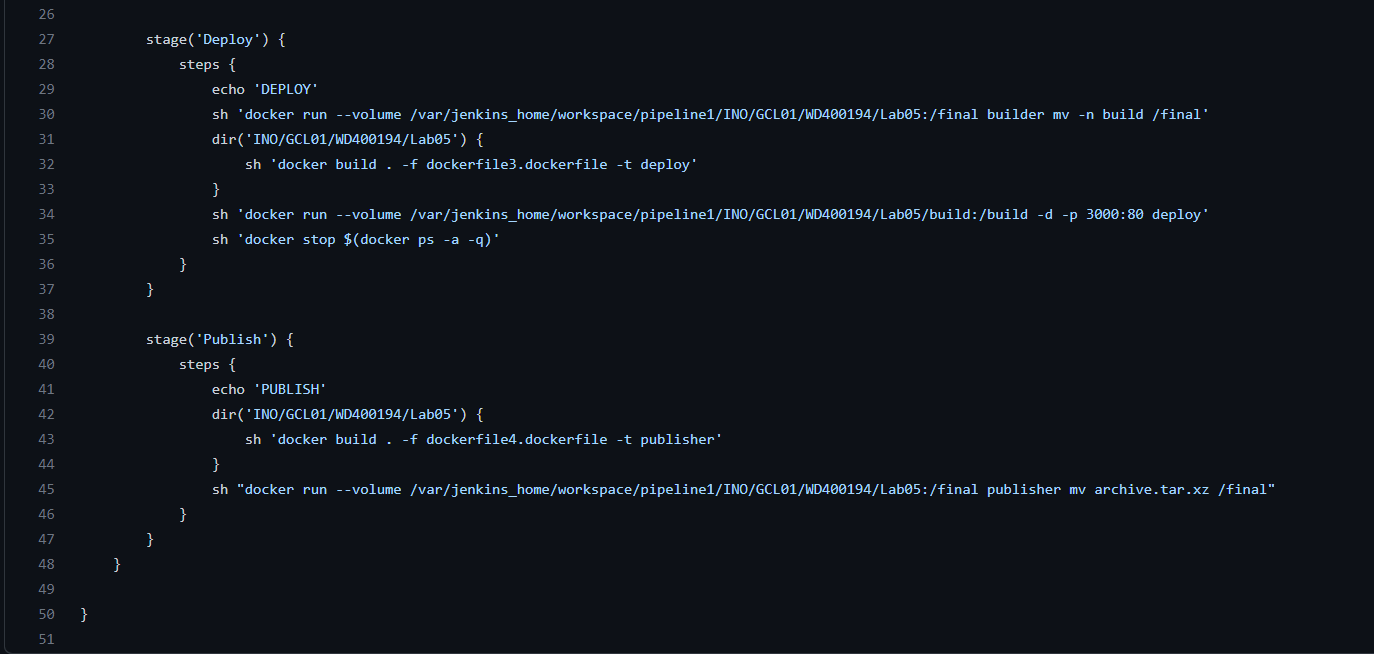 26
27 stage('Deploy') {
28 steps {
29 echo 'DEPLOY'
30 sh 'docker run --volume /var/jenkins_home/workspace/pipeline1/INO/GCL01/WD400194/Lab05:/final builder mv -n build /final'
31 dir('INO/GCL01/WD400194/Lab05') {
32 sh 'docker build . -f dockerfile3.dockerfile -t deploy'
33 }
34 sh 'docker run --volume /var/jenkins_home/workspace/pipeline1/INO/GCL01/WD400194/Lab05/build:/build -d -p 3000:80 deploy'
35 sh 'docker stop $(docker ps -a -q)'
36 }
37 }
38
39 stage('Publish') {
40 steps {
41 echo 'PUBLISH'
42 dir('INO/GCL01/WD400194/Lab05') {
43 sh 'docker build . -f dockerfile4.dockerfile -t publisher'
44 }
45 sh "docker run --volume /var/jenkins_home/workspace/pipeline1/INO/GCL01/WD400194/Lab05:/final publisher mv archive.tar.xz /final"
46 }
47 }
48 }
49
50 }
51